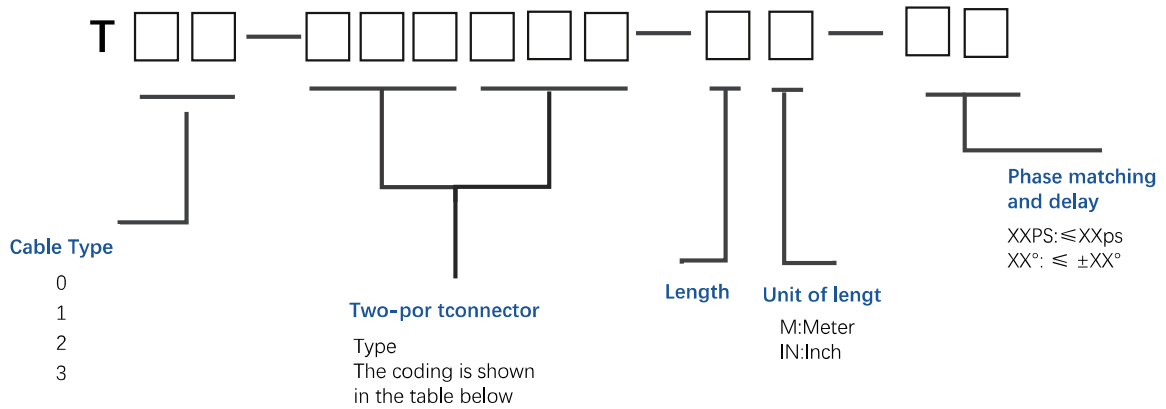 T
Phase matching
and delay
XXPS:≤XXps
XX°: ≤ ±XX°
Cable Type
0
1
2
3
Two-por tconnector
Type
The coding is shown
in the table below
Length
Unit of lengt
M:Meter
IN:Inch